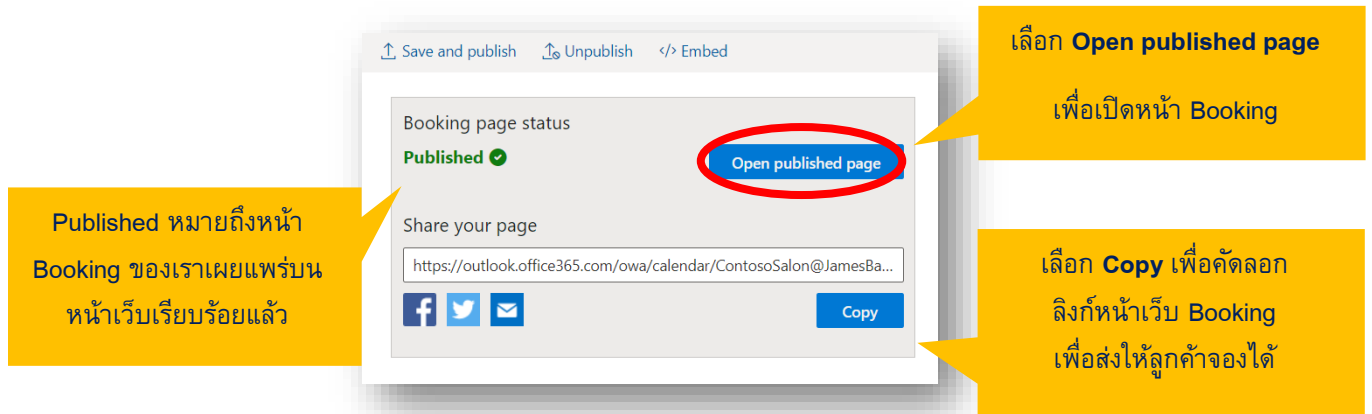 Save and publish Unpublish </> Embed
Booking page status
Published
Open published page
Share your page
https://outlook.office365.com/owa/calendar/ContosoSalon@JamesBa...
Copy
เลือก Open published page
เพื่อเปิดหน้า Booking
Published หมายถึงหน้า
Booking ของเราเผยแพร่บน
หน้าเว็บเรียบร้อยแล้ว
เลือก Copy เพื่อคัดลอก
ลิงก์หน้าเว็บ Booking
เพื่อส่งให้ลูกค้าจองได้